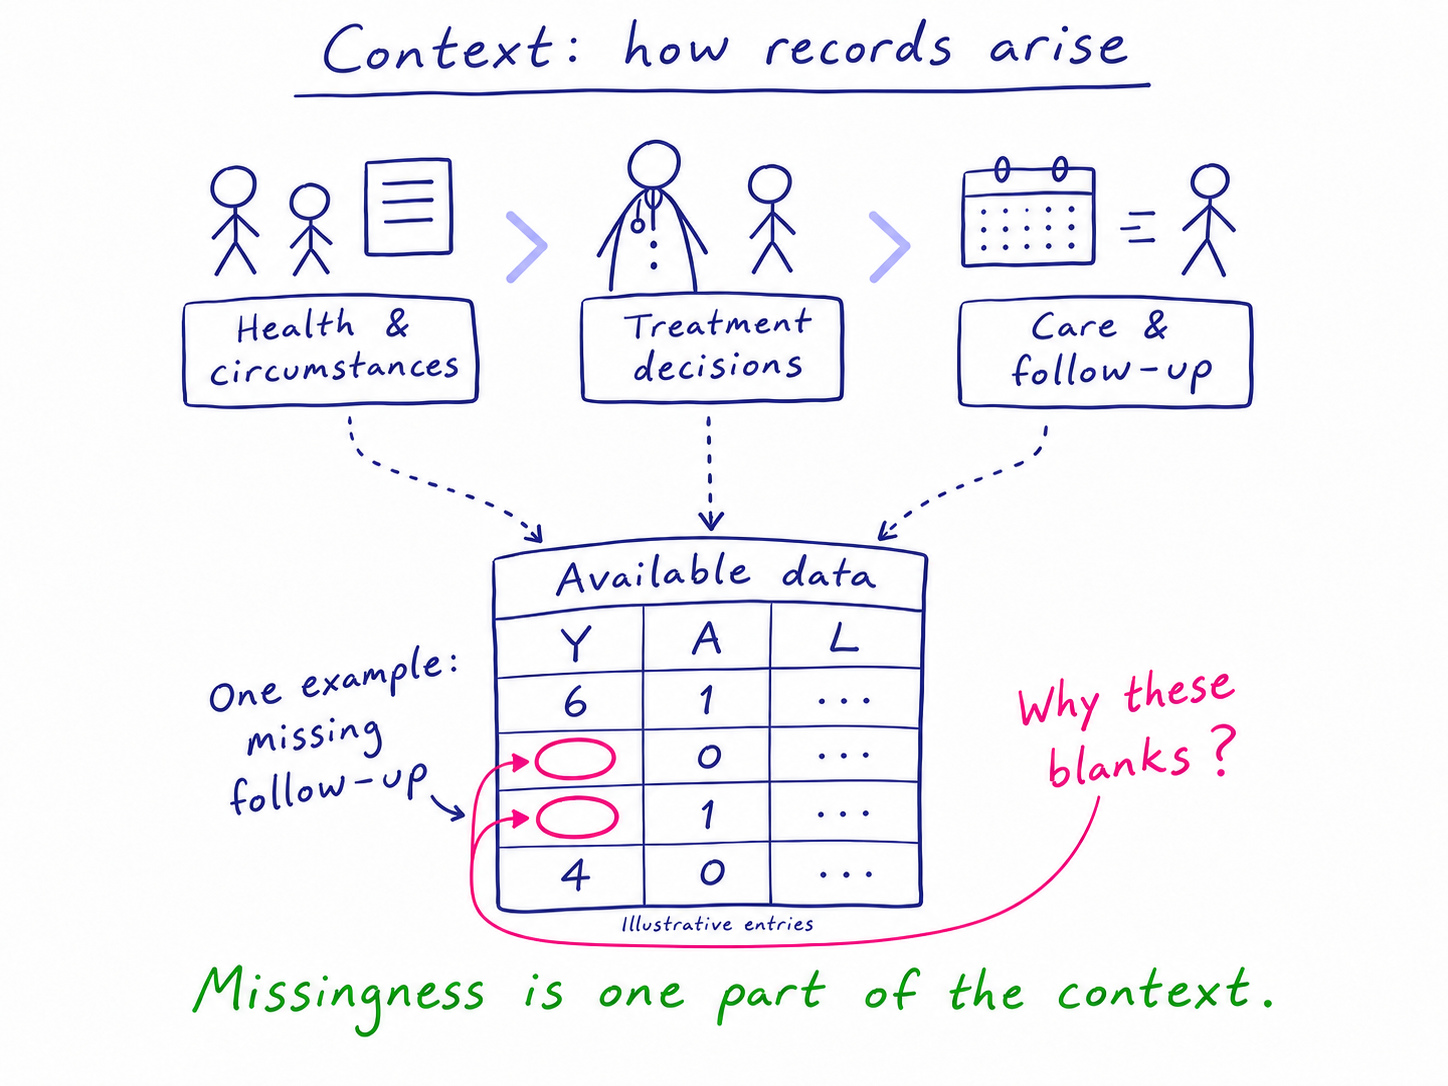 Context: how records arise
Health &
circumstances
Treatment
decisions
Care &
follow-up
Available data
Y A L
6 1 ...
0 ...
1 ...
4 0 ...
Illustrative entries
One example:
missing
follow-up
Why these
blanks?
Missingness is one part of the context.